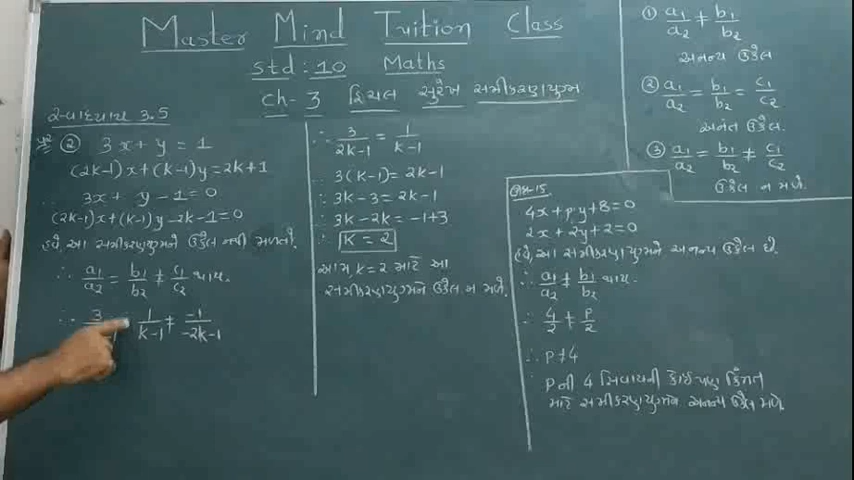 Master Mind Tuition Class
std : 10 Maths
ch - 3 દ્વિચલ સુરેખ સમીકરણયુગ્મ
સ્વાધ્યાય 3.5
② 3x + y = 1
(2k-1)x + (k-1)y = 2k+1
3x + y - 1 = 0
(2k-1)x + (k-1)y - 2k - 1 = 0
હવે, આ સમીકરણયુગ્મને ઉકેલ નથી મળતો.
∴ a₁/a₂ = b₁/b₂ ≠ c₁/c₂ થાય.
∴ 3/ = 1/k-1 ≠ -1/-2k-1
∴ 3/2k-1 = 1/k-1
∴ 3(k-1) = 2k-1
∴ 3k-3 = 2k-1
∴ 3k-2k = -1+3
∴ K = 2
આમ k=2 માટે આ
સમીકરણયુગ્મને ઉકેલ ન મળે.
① a₁/a₂ ≠ b₁/b₂
અનન્ય ઉકેલ
② a₁/a₂ = b₁/b₂ = c₁/c₂
અનંત ઉકેલ.
③ a₁/a₂ = b₁/b₂ ≠ c₁/c₂
ઉકેલ ન મળે.
4x + py + 8 = 0
2x + 2y + 2 = 0
હવે, આ સમીકરણયુગ્મને અનન્ય ઉકેલ છે.
∴ a₁/a₂ ≠ b₁/b₂ થાય.
∴ 4/2 ≠ P/2
∴ P ≠ 4
Pની 4 સિવાયની કોઈપણ કિંમત
માટે સમીકરણયુગ્મને અનન્ય ઉકેલ મળે.